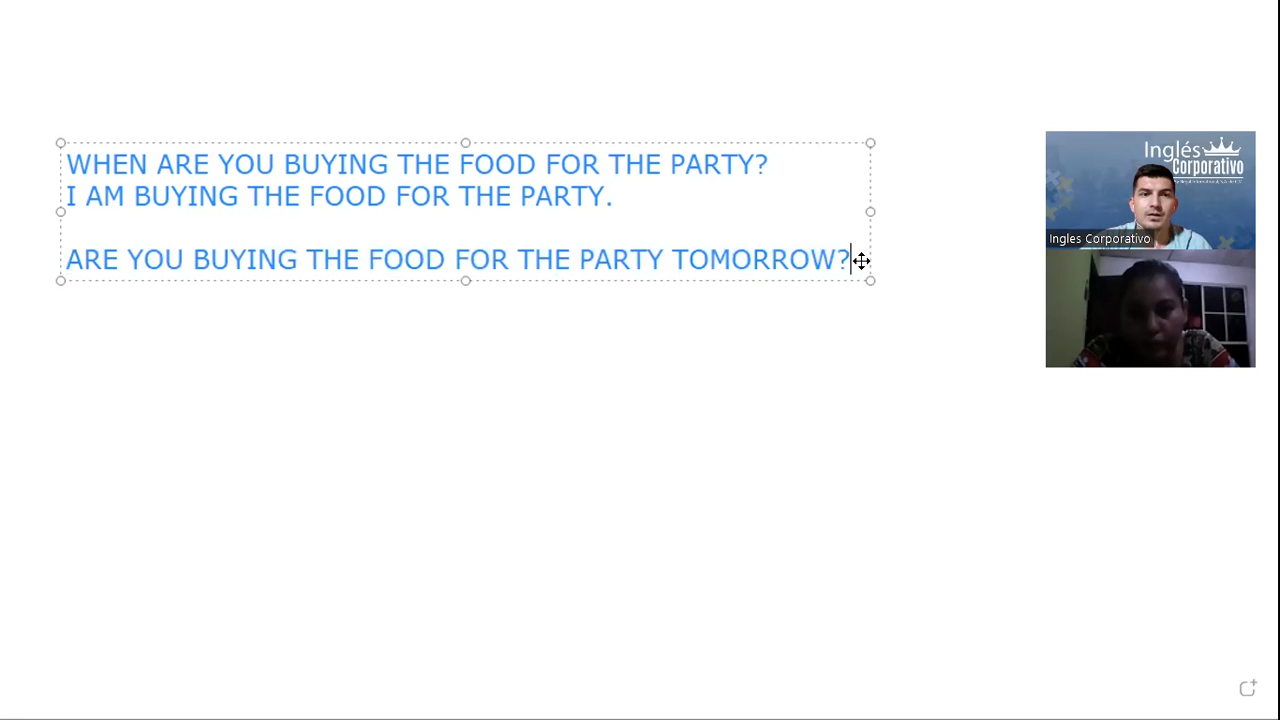 WHEN ARE YOU BUYING THE FOOD FOR THE PARTY?
I AM BUYING THE FOOD FOR THE PARTY.
ARE YOU BUYING THE FOOD FOR THE PARTY TOMORROW?
Inglés
Corporativo
Ingles Corporativo